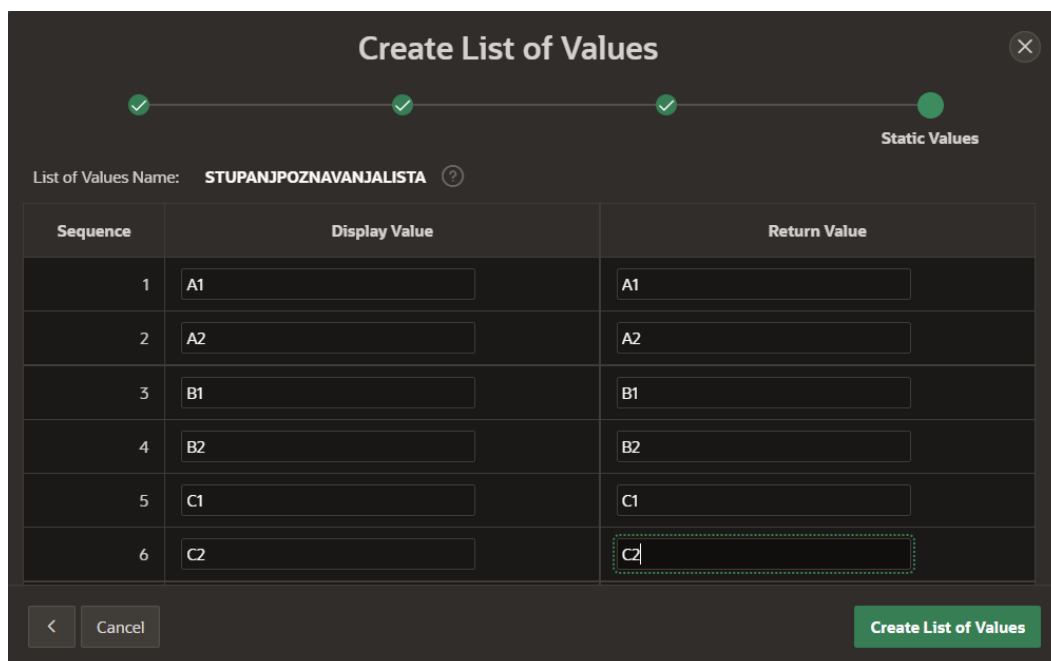 Create List of Values
Static Values
List of Values Name: STUPANJPOZNAVANJALISTA ?
Sequence Display Value Return Value
1 A1 A1
2 A2 A2
3 B1 B1
4 B2 B2
5 C1 C1
6 C2 C2
Cancel Create List of Values